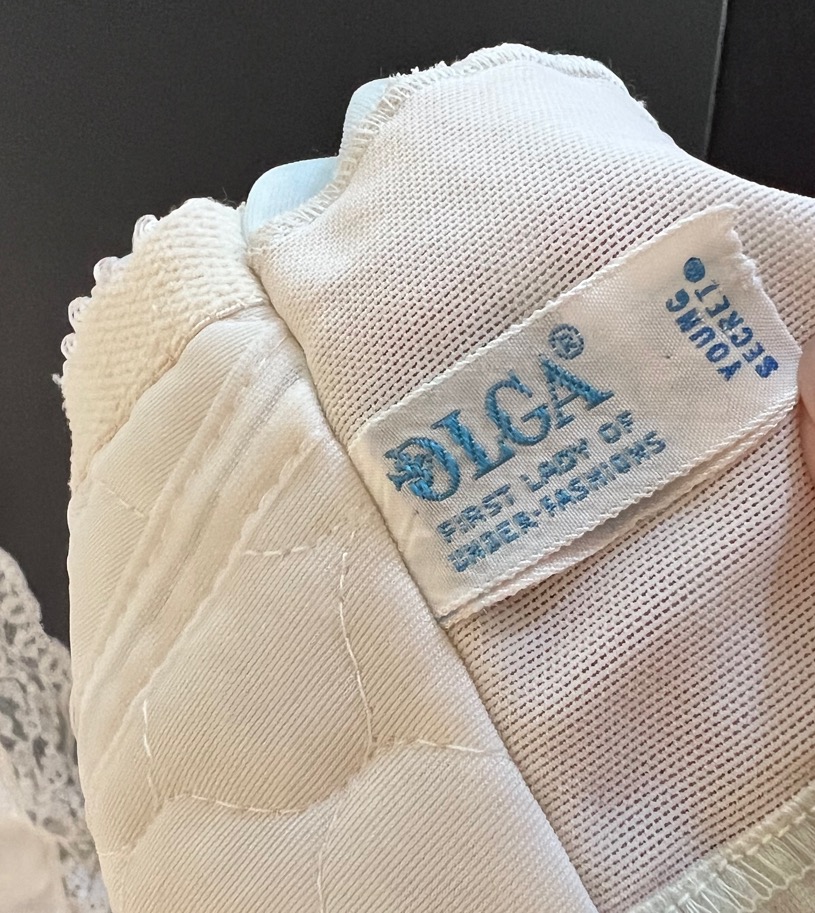 OLGA®
FIRST LADY OF
UNDER-FASHIONS
YOUNG
SECRET®